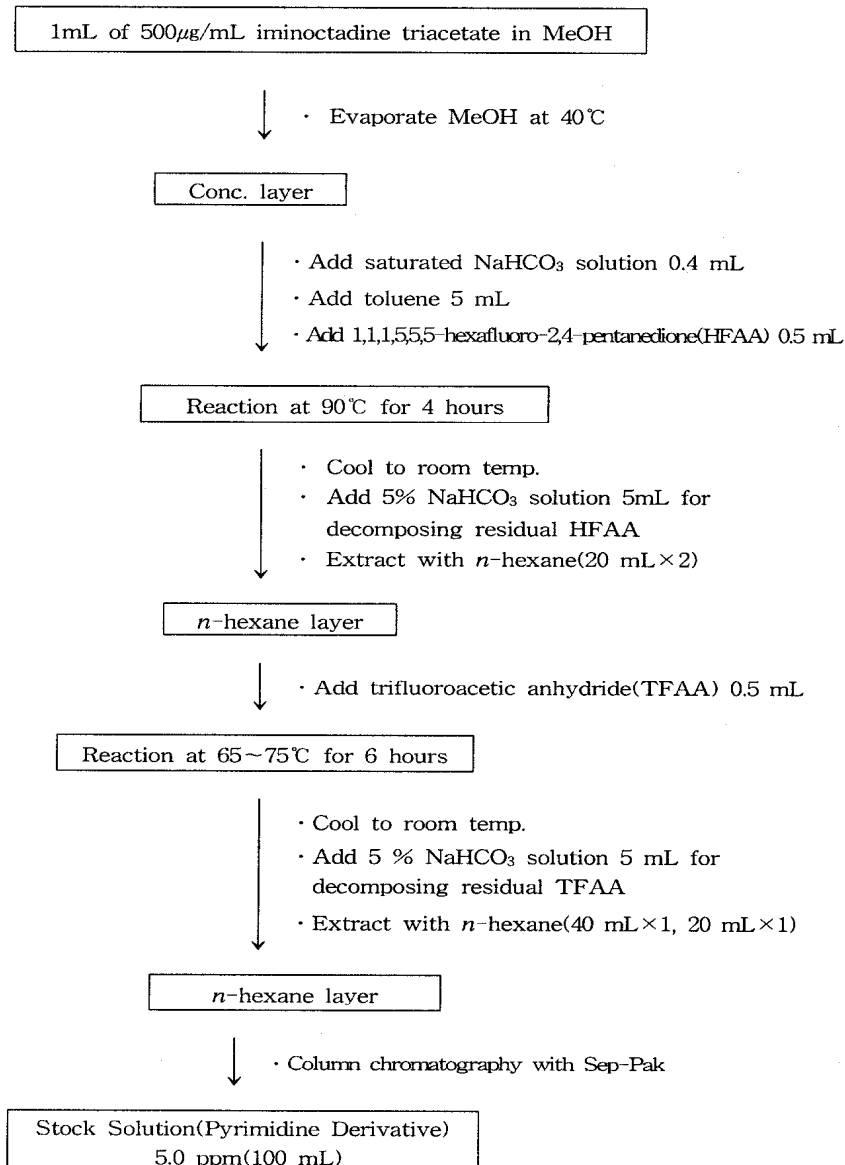 1mL of 500μg/mL iminoctadine triacetate in MeOH
· Evaporate MeOH at 40℃
Conc. layer
· Add saturated NaHCO₃ solution 0.4 mL
· Add toluene 5 mL
· Add 1,1,1,5,5,5-hexafluoro-2,4-pentanedione(HFAA) 0.5 mL
Reaction at 90℃ for 4 hours
· Cool to room temp.
· Add 5% NaHCO₃ solution 5mL for
decomposing residual HFAA
· Extract with n-hexane(20 mL×2)
n-hexane layer
· Add trifluoroacetic anhydride(TFAA) 0.5 mL
Reaction at 65~75℃ for 6 hours
· Cool to room temp.
· Add 5 % NaHCO₃ solution 5 mL for
decomposing residual TFAA
· Extract with n-hexane(40 mL×1, 20 mL×1)
n-hexane layer
· Column chromatography with Sep-Pak
Stock Solution(Pyrimidine Derivative)
5.0 ppm(100 mL)